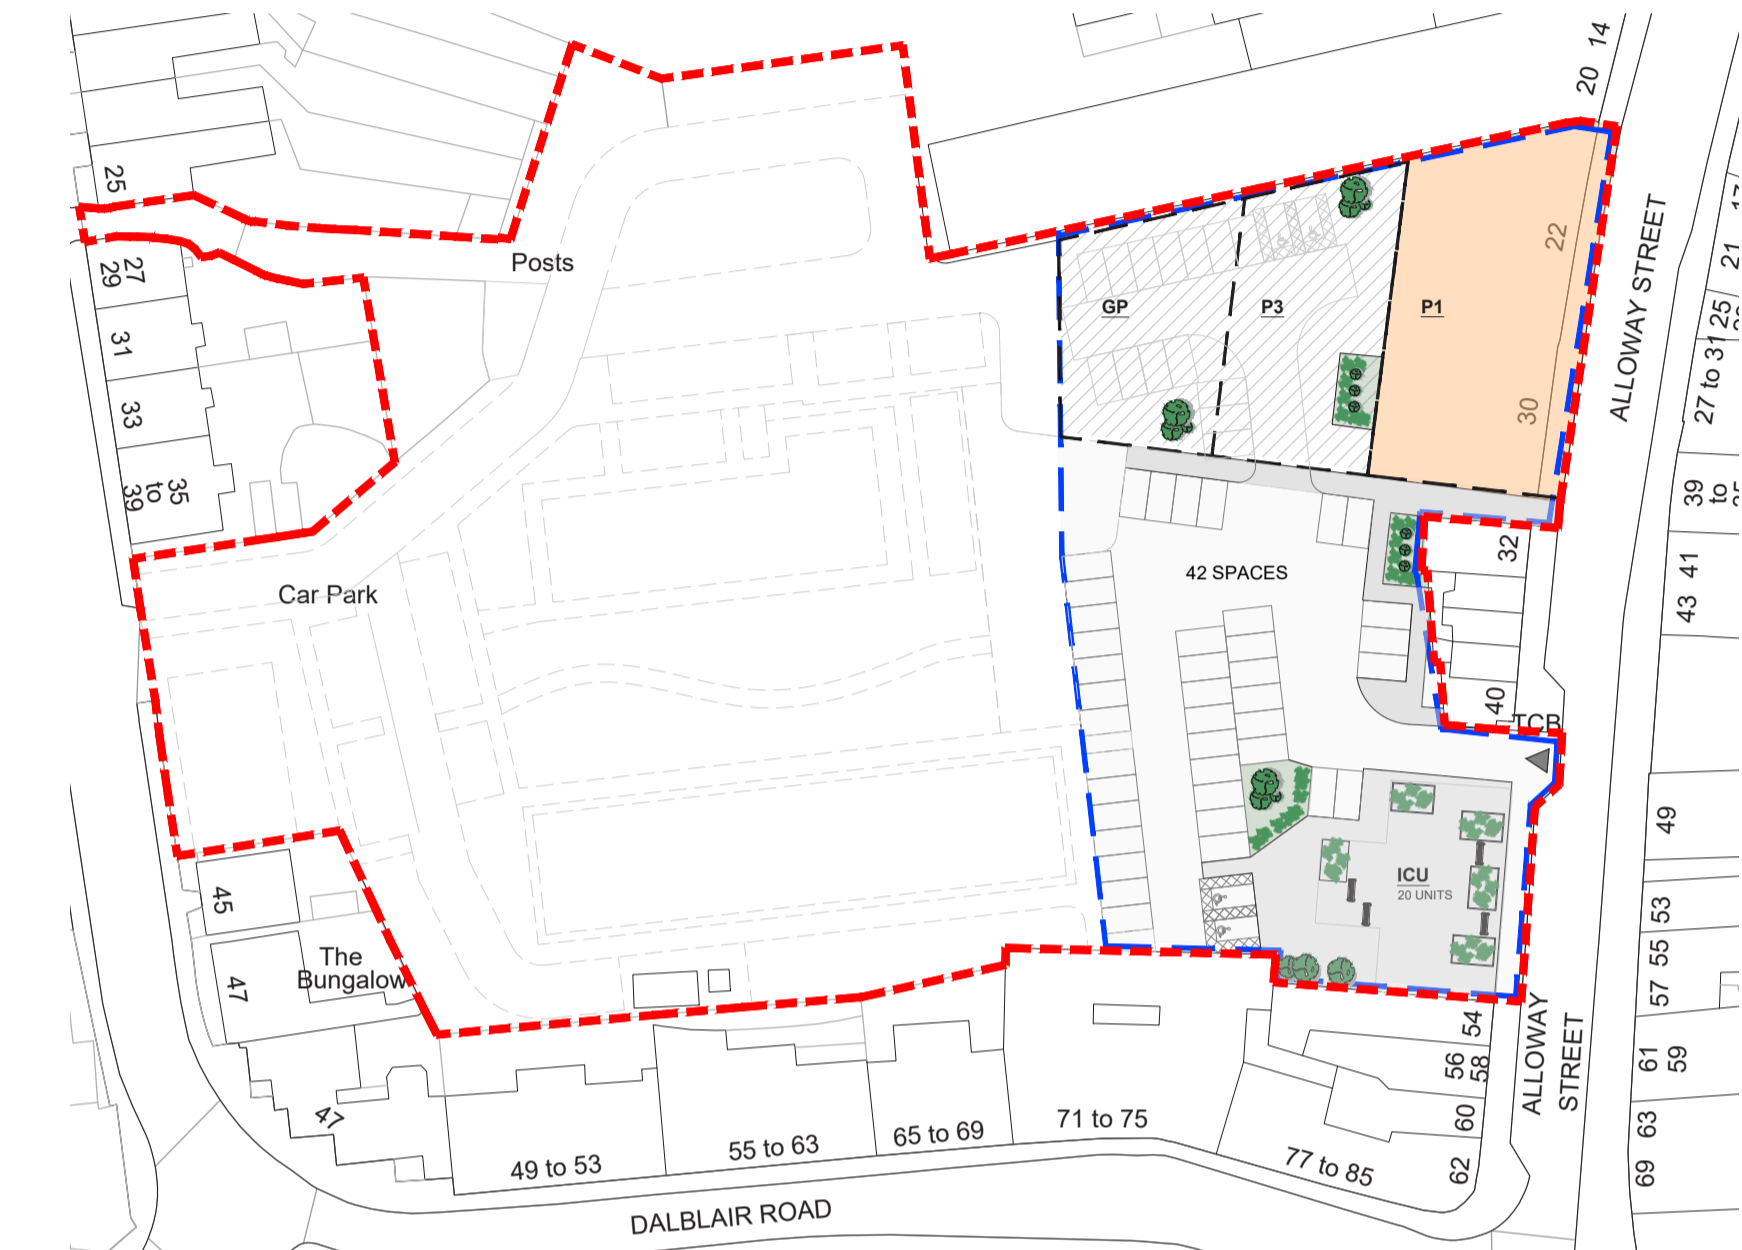 14
20
25
17
22
21
ALLOWAY STREET
Posts
27
29
GP
P3
P1
25
31
27 to 31
33
30
35
to
39
39
to
32
42 SPACES
41
43
Car Park
40
TCB
49
ICU
20 UNITS
45
53
The
Bungalow
55
47
57
54
ALLOWAY
STREET
56
58
61
59
47
60
63
71 to 75
65 to 69
55 to 63
49 to 53
77 to 85
62
69
DALBLAIR ROAD